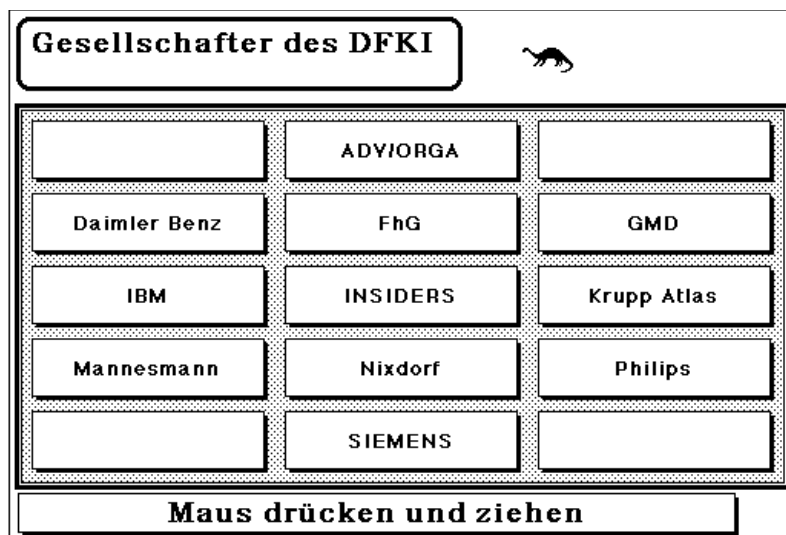 Gesellschafter des DFKI
ADV/ORGA
Daimler Benz
FhG
GMD
IBM
INSIDERS
Krupp Atlas
Mannesmann
Nixdorf
Philips
SIEMENS
Maus drücken und ziehen